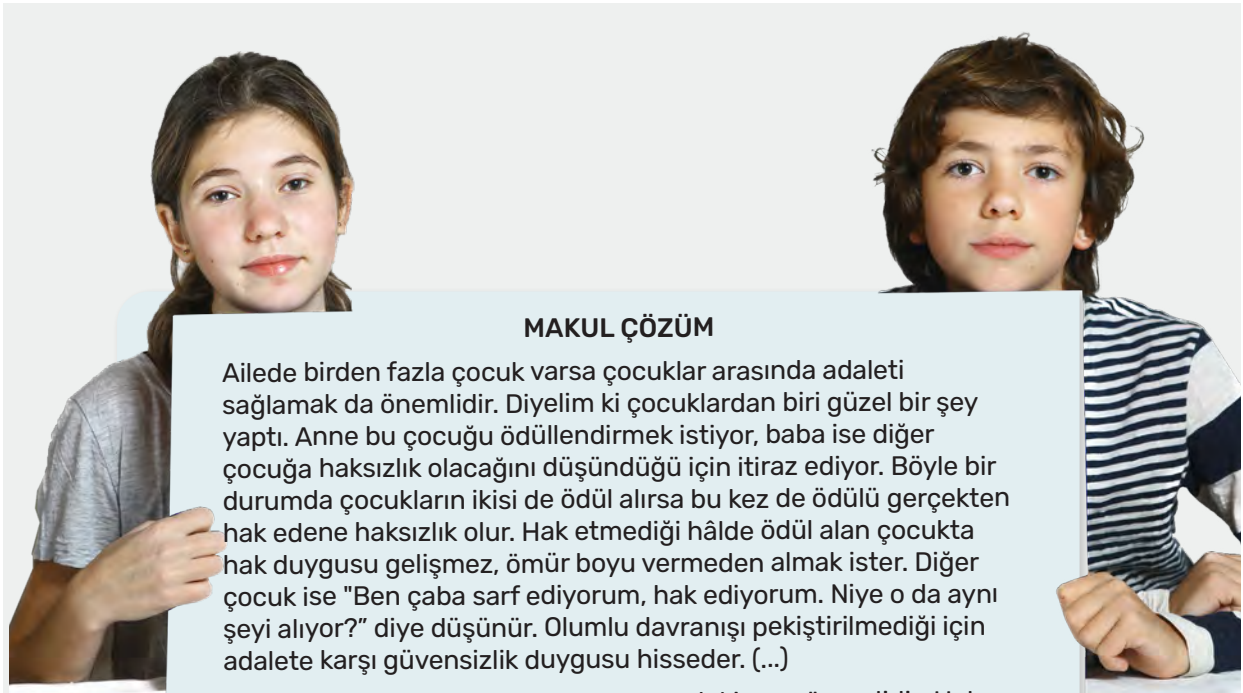 MAKUL ÇÖZÜM
Ailede birden fazla çocuk varsa çocuklar arasında adaleti
sağlamak da önemlidir. Diyelim ki çocuklardan biri güzel bir şey
yaptı. Anne bu çocuğu ödüllendirmek istiyor, baba ise diğer
çocuğa haksızlık olacağını düşündüğü için itiraz ediyor. Böyle bir
durumda çocukların ikisi de ödül alırsa bu kez de ödülü gerçekten
hak edene haksızlık olur. Hak etmediği hâlde ödül alan çocukta
hak duygusu gelişmez, ömür boyu vermeden almak ister. Diğer
çocuk ise "Ben çaba sarf ediyorum, hak ediyorum. Niye o da aynı
şeyi alıyor?” diye düşünür. Olumlu davranışı pekiştirilmediği için
adalete karşı güvensizlik duygusu hisseder. (...)